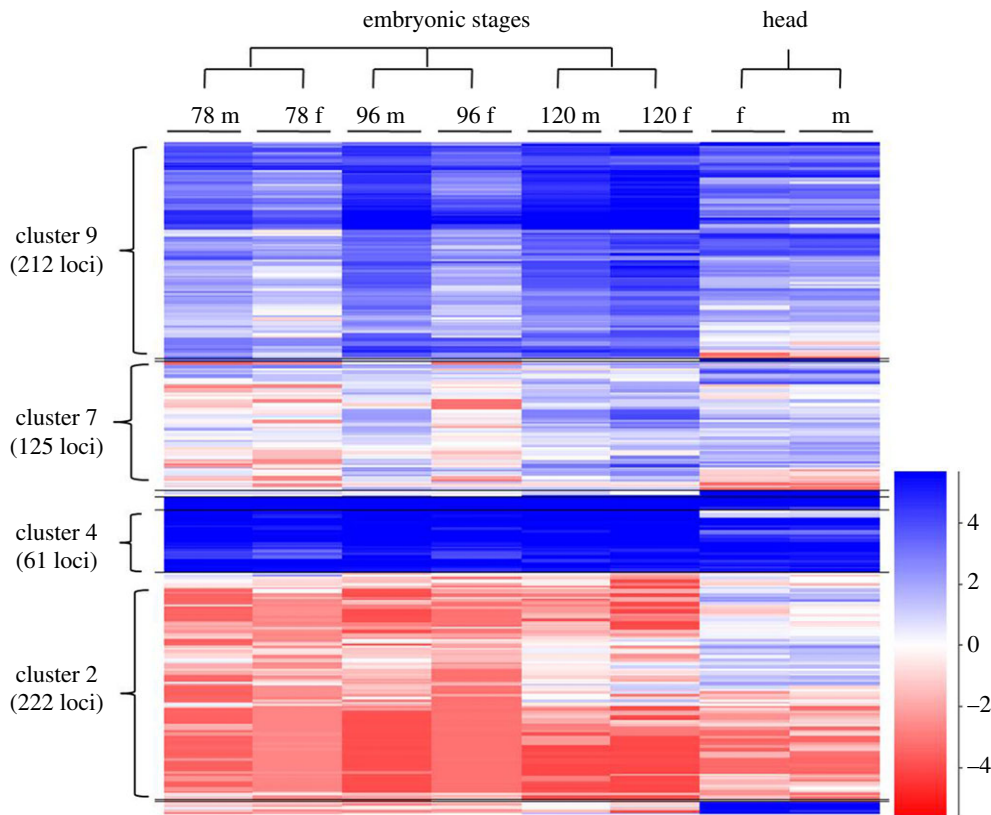 embryonic stages head
78 m 78 f 96 m 96 f 120 m 120 f f m
cluster 9
(212 loci)
cluster 7
(125 loci)
cluster 4
(61 loci)
cluster 2
(222 loci)
4
2
0
−2
−4